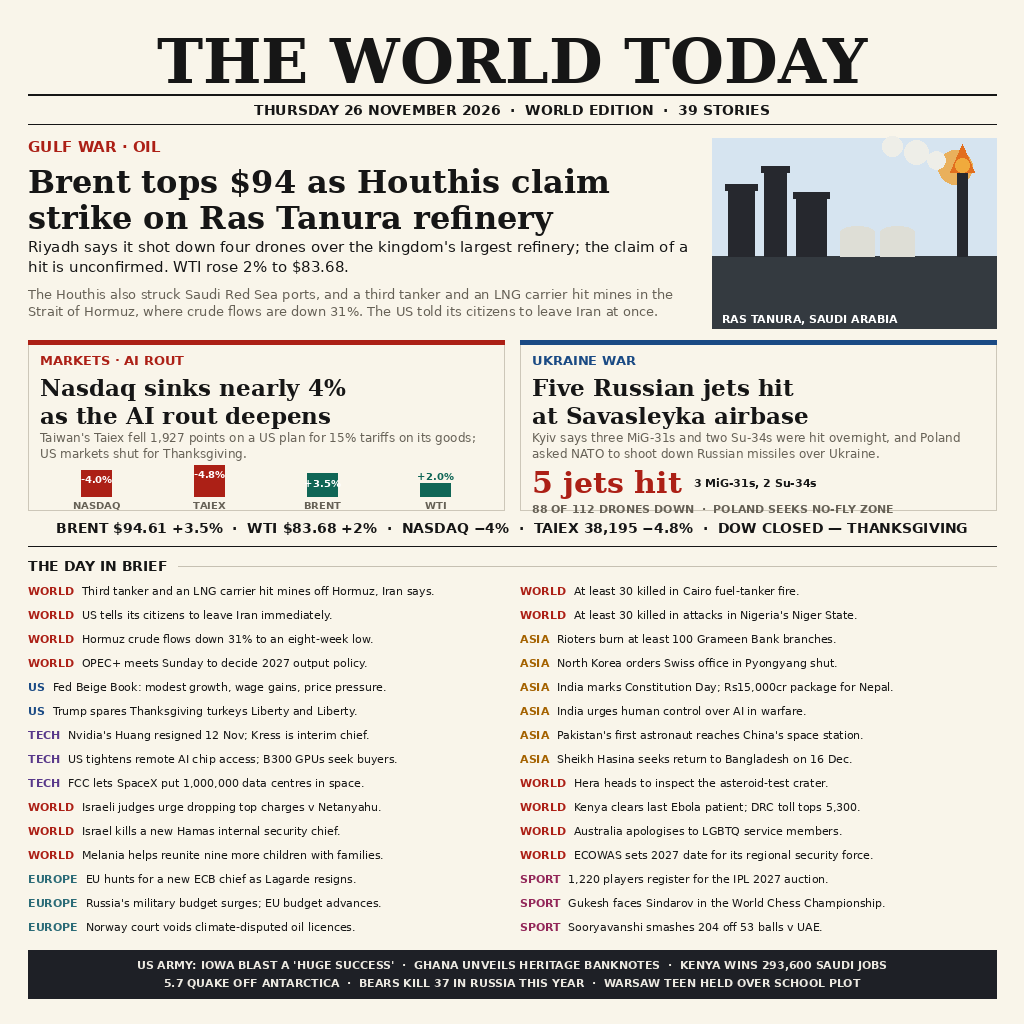 THE WORLD TODAY
THURSDAY 26 NOVEMBER 2026 · WORLD EDITION · 39 STORIES
GULF WAR · OIL
Brent tops $94 as Houthis claim
strike on Ras Tanura refinery
Riyadh says it shot down four drones over the kingdom's largest refinery; the claim of a
hit is unconfirmed. WTI rose 2% to $83.68.
The Houthis also struck Saudi Red Sea ports, and a third tanker and an LNG carrier hit mines in the
Strait of Hormuz, where crude flows are down 31%. The US told its citizens to leave Iran at once.
RAS TANURA, SAUDI ARABIA
MARKETS · AI ROUT
Nasdaq sinks nearly 4%
as the AI rout deepens
Taiwan's Taiex fell 1,927 points on a US plan for 15% tariffs on its goods;
US markets shut for Thanksgiving.
-4.0% -4.8% +3.5% +2.0%
NASDAQ TAIEX BRENT WTI
UKRAINE WAR
Five Russian jets hit
at Savasleyka airbase
Kyiv says three MiG-31s and two Su-34s were hit overnight, and Poland
asked NATO to shoot down Russian missiles over Ukraine.
5 jets hit 3 MiG-31s, 2 Su-34s
88 OF 112 DRONES DOWN · POLAND SEEKS NO-FLY ZONE
BRENT $94.61 +3.5% · WTI $83.68 +2% · NASDAQ −4% · TAIEX 38,195 −4.8% · DOW CLOSED — THANKSGIVING
THE DAY IN BRIEF
WORLD Third tanker and an LNG carrier hit mines off Hormuz, Iran says.
WORLD US tells its citizens to leave Iran immediately.
WORLD Hormuz crude flows down 31% to an eight-week low.
WORLD OPEC+ meets Sunday to decide 2027 output policy.
US Fed Beige Book: modest growth, wage gains, price pressure.
US Trump spares Thanksgiving turkeys Liberty and Liberty.
TECH Nvidia's Huang resigned 12 Nov; Kress is interim chief.
TECH US tightens remote AI chip access; B300 GPUs seek buyers.
TECH FCC lets SpaceX put 1,000,000 data centres in space.
WORLD Israeli judges urge dropping top charges v Netanyahu.
WORLD Israel kills a new Hamas internal security chief.
WORLD Melania helps reunite nine more children with families.
EUROPE EU hunts for a new ECB chief as Lagarde resigns.
EUROPE Russia's military budget surges; EU budget advances.
EUROPE Norway court voids climate-disputed oil licences.
WORLD At least 30 killed in Cairo fuel-tanker fire.
WORLD At least 30 killed in attacks in Nigeria's Niger State.
ASIA Rioters burn at least 100 Grameen Bank branches.
ASIA North Korea orders Swiss office in Pyongyang shut.
ASIA India marks Constitution Day; Rs15,000cr package for Nepal.
ASIA India urges human control over AI in warfare.
ASIA Pakistan's first astronaut reaches China's space station.
ASIA Sheikh Hasina seeks return to Bangladesh on 16 Dec.
WORLD Hera heads to inspect the asteroid-test crater.
WORLD Kenya clears last Ebola patient; DRC toll tops 5,300.
WORLD Australia apologises to LGBTQ service members.
WORLD ECOWAS sets 2027 date for its regional security force.
SPORT 1,220 players register for the IPL 2027 auction.
SPORT Gukesh faces Sindarov in the World Chess Championship.
SPORT Sooryavanshi smashes 204 off 53 balls v UAE.
US ARMY: IOWA BLAST A 'HUGE SUCCESS' · GHANA UNVEILS HERITAGE BANKNOTES · KENYA WINS 293,600 SAUDI JOBS
5.7 QUAKE OFF ANTARCTICA · BEARS KILL 37 IN RUSSIA THIS YEAR · WARSAW TEEN HELD OVER SCHOOL PLOT